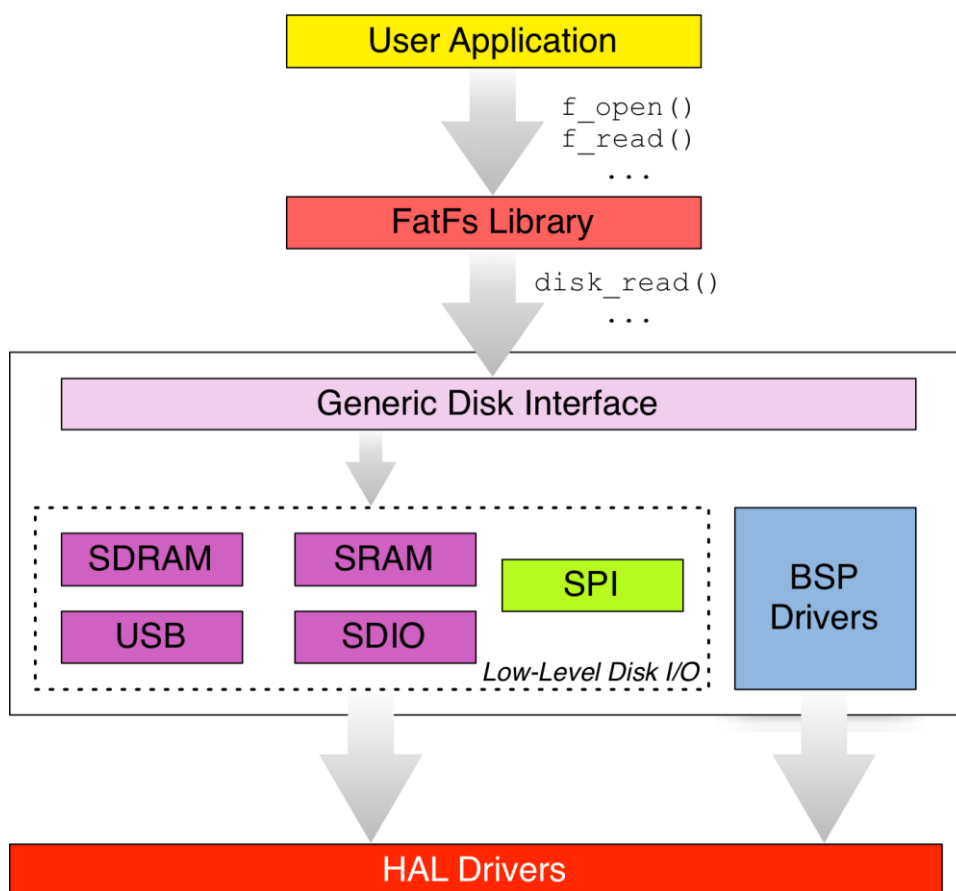 User Application
f_open()
f_read()
...
FatFs Library
disk_read()
...
Generic Disk Interface
SDRAM
SRAM
SPI
USB
SDIO
Low-Level Disk I/O
BSP
Drivers
HAL Drivers